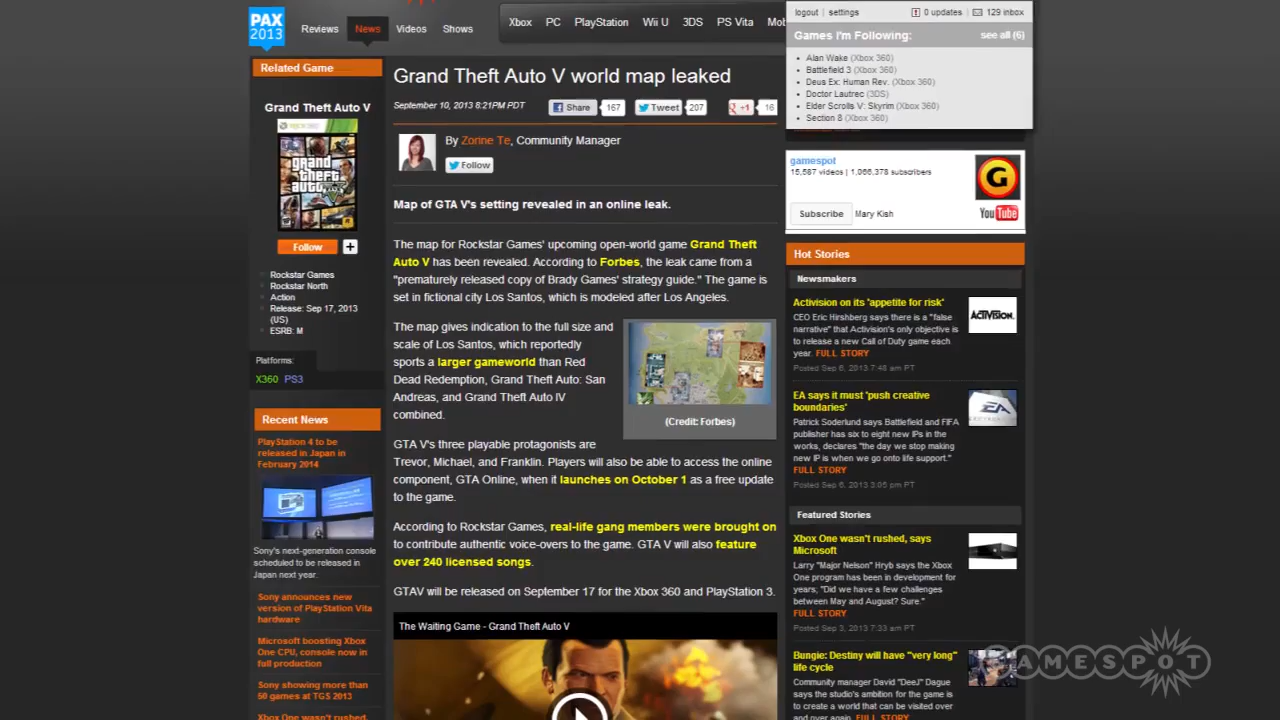 PAX
2013
Reviews
News
Videos
Shows
Xbox
PC
PlayStation
Wii U
3DS
PS Vita
Mob
logout | settings
0 updates | 129 inbox
Games I'm Following:
see all (6)
Alan Wake (Xbox 360)
Battlefield 3 (Xbox 360)
Deus Ex: Human Rev. (Xbox 360)
Doctor Lautrec (3DS)
Elder Scrolls V: Skyrim (Xbox 360)
Section 8 (Xbox 360)
Related Game
Grand Theft Auto V
grand
theft
auto
Follow
+
Rockstar Games
Rockstar North
Action
Release: Sep 17, 2013
(US)
ESRB: M
Platforms:
X360 PS3
Recent News
PlayStation 4 to be
released in Japan in
February 2014
Sony's next-generation console
scheduled to be released in
Japan next year.
Sony announces new
version of PlayStation Vita
hardware
Microsoft boosting Xbox
One CPU, console now in
full production
Sony showing more than
50 games at TGS 2013
Xbox One wasn't rushed,
Grand Theft Auto V world map leaked
September 10, 2013 8:21PM PDT
Share 167
Tweet 207
+1 16
By Zorine Te, Community Manager
Follow
Map of GTA V's setting revealed in an online leak.
The map for Rockstar Games' upcoming open-world game Grand Theft
Auto V has been revealed. According to Forbes, the leak came from a
"prematurely released copy of Brady Games' strategy guide." The game is
set in fictional city Los Santos, which is modeled after Los Angeles.
The map gives indication to the full size and
scale of Los Santos, which reportedly
sports a larger gameworld than Red
Dead Redemption, Grand Theft Auto: San
Andreas, and Grand Theft Auto IV
combined.
(Credit: Forbes)
GTA V's three playable protagonists are
Trevor, Michael, and Franklin. Players will also be able to access the online
component, GTA Online, when it launches on October 1 as a free update
to the game.
According to Rockstar Games, real-life gang members were brought on
to contribute authentic voice-overs to the game. GTA V will also feature
over 240 licensed songs.
GTAV will be released on September 17 for the Xbox 360 and PlayStation 3.
The Waiting Game - Grand Theft Auto V
gamespot
15,587 videos | 1,066,378 subscribers
Subscribe
Mary Kish
YouTube
Hot Stories
Newsmakers
Activision on its 'appetite for risk'
CEO Eric Hirshberg says there is a "false
narrative" that Activision's only objective is
to release a new Call of Duty game each
year. FULL STORY
Posted Sep 6, 2013 7:48 am PT
ACTIVISION
EA says it must 'push creative
boundaries'
Patrick Soderlund says Battlefield and FIFA
publisher has six to eight new IPs in the
works, declares "the day we stop making
new IP is when we go onto life support."
FULL STORY
Posted Sep 6, 2013 3:05 pm PT
EA
Featured Stories
Xbox One wasn't rushed, says
Microsoft
Larry "Major Nelson" Hryb says the Xbox
One program has been in development for
years, "Did we have a few challenges
between May and August? Sure."
FULL STORY
Posted Sep 3, 2013 7:33 am PT
Bungie: Destiny will have "very long"
life cycle
Community manager David "DeeJ" Dague
says the studio's ambition for the game is
to create a world that can be visited over
and over again. FULL STORY
GAMESPOT